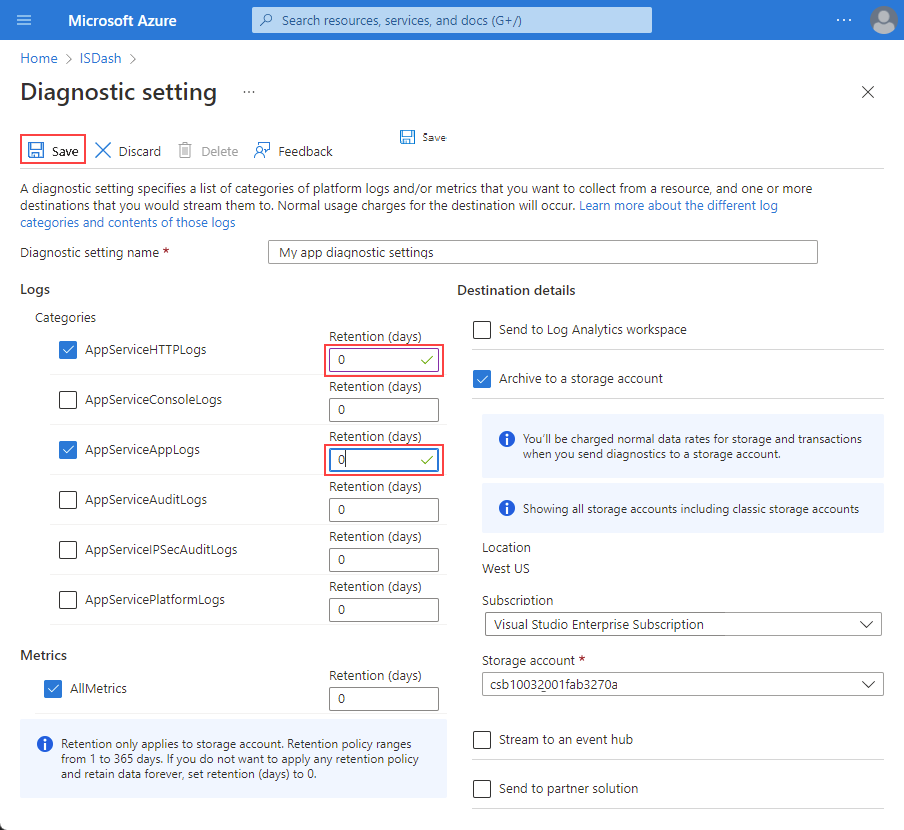 Microsoft Azure
Search resources, services, and docs (G+/)
...
Home > ISDash >
Diagnostic setting ...
Save
Discard
Delete
Feedback
Save
A diagnostic setting specifies a list of categories of platform logs and/or metrics that you want to collect from a resource, and one or more
destinations that you would stream them to. Normal usage charges for the destination will occur. Learn more about the different log
categories and contents of those logs
Diagnostic setting name *
My app diagnostic settings
Logs
Categories
AppServiceHTTPLogs
Retention (days)
0
AppServiceConsoleLogs
Retention (days)
0
AppServiceAppLogs
Retention (days)
0
AppServiceAuditLogs
Retention (days)
0
AppServiceIPSecAuditLogs
Retention (days)
0
AppServicePlatformLogs
Retention (days)
0
Metrics
AllMetrics
Retention (days)
0
Retention only applies to storage account. Retention policy ranges
from 1 to 365 days. If you do not want to apply any retention policy
and retain data forever, set retention (days) to 0.
Destination details
Send to Log Analytics workspace
Archive to a storage account
You'll be charged normal data rates for storage and transactions
when you send diagnostics to a storage account.
Showing all storage accounts including classic storage accounts
Location
West US
Subscription
Visual Studio Enterprise Subscription
Storage account *
csb10032001fab3270a
Stream to an event hub
Send to partner solution